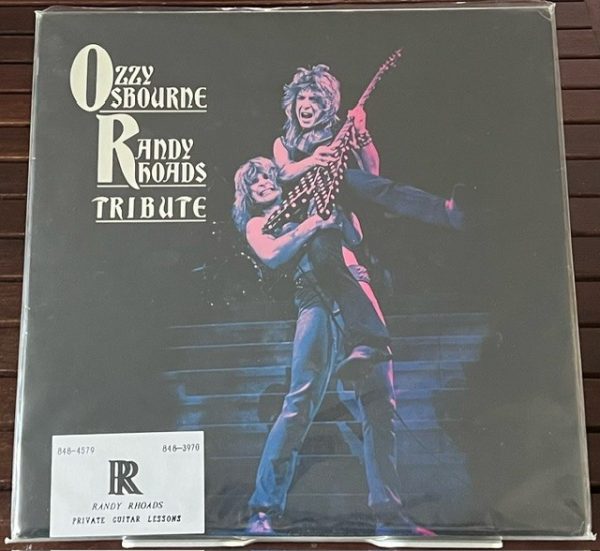 OZZY
OSBOURNE
RANDY
RHOADS
TRIBUTE
848-4579 848-3970
RR
RANDY RHOADS
PRIVATE GUITAR LESSONS